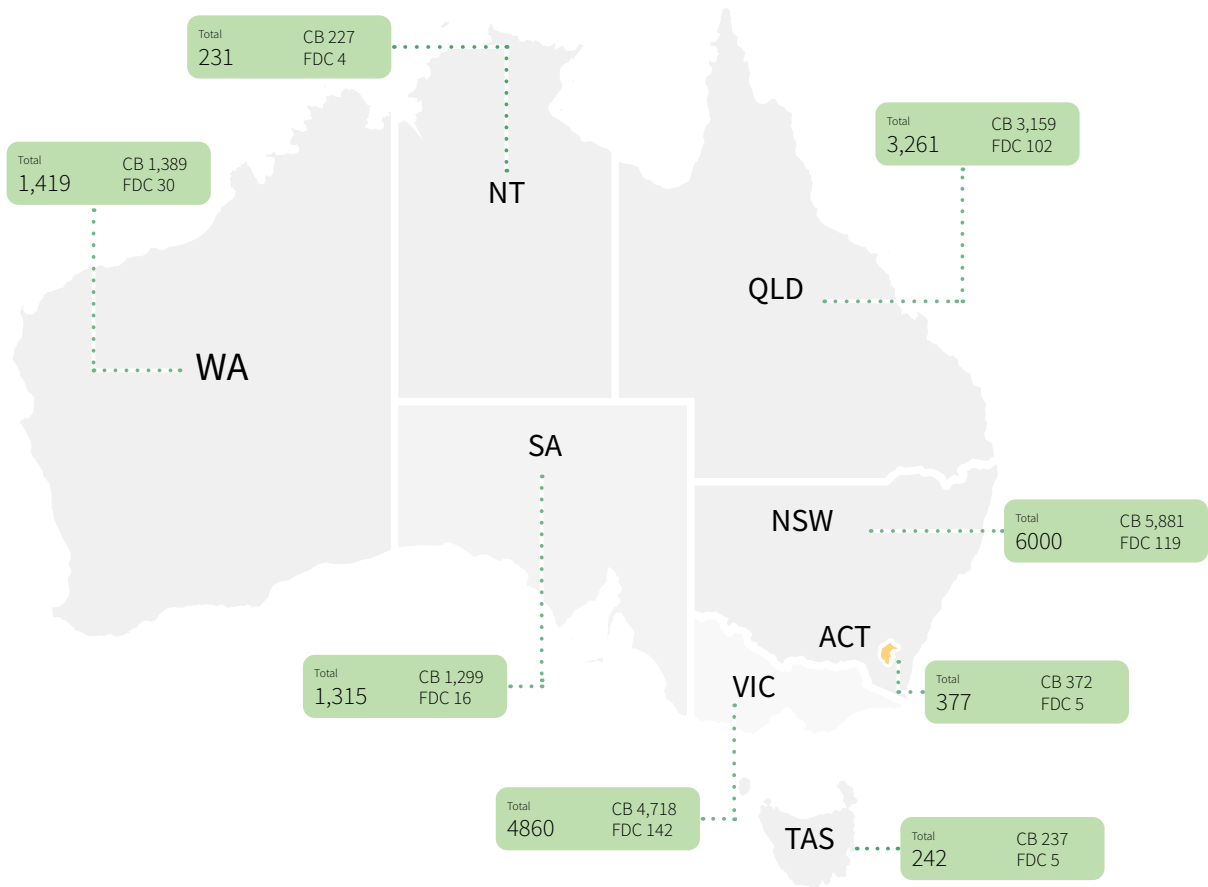 Total
231
CB 227
FDC 4
Total
3,261
CB 3,159
FDC 102
Total
1,419
CB 1,389
FDC 30
NT
QLD
WA
SA
NSW
Total
6000
CB 5,881
FDC 119
ACT
Total
1,315
CB 1,299
FDC 16
VIC
Total
377
CB 372
FDC 5
Total
4860
CB 4,718
FDC 142
TAS
Total
242
CB 237
FDC 5